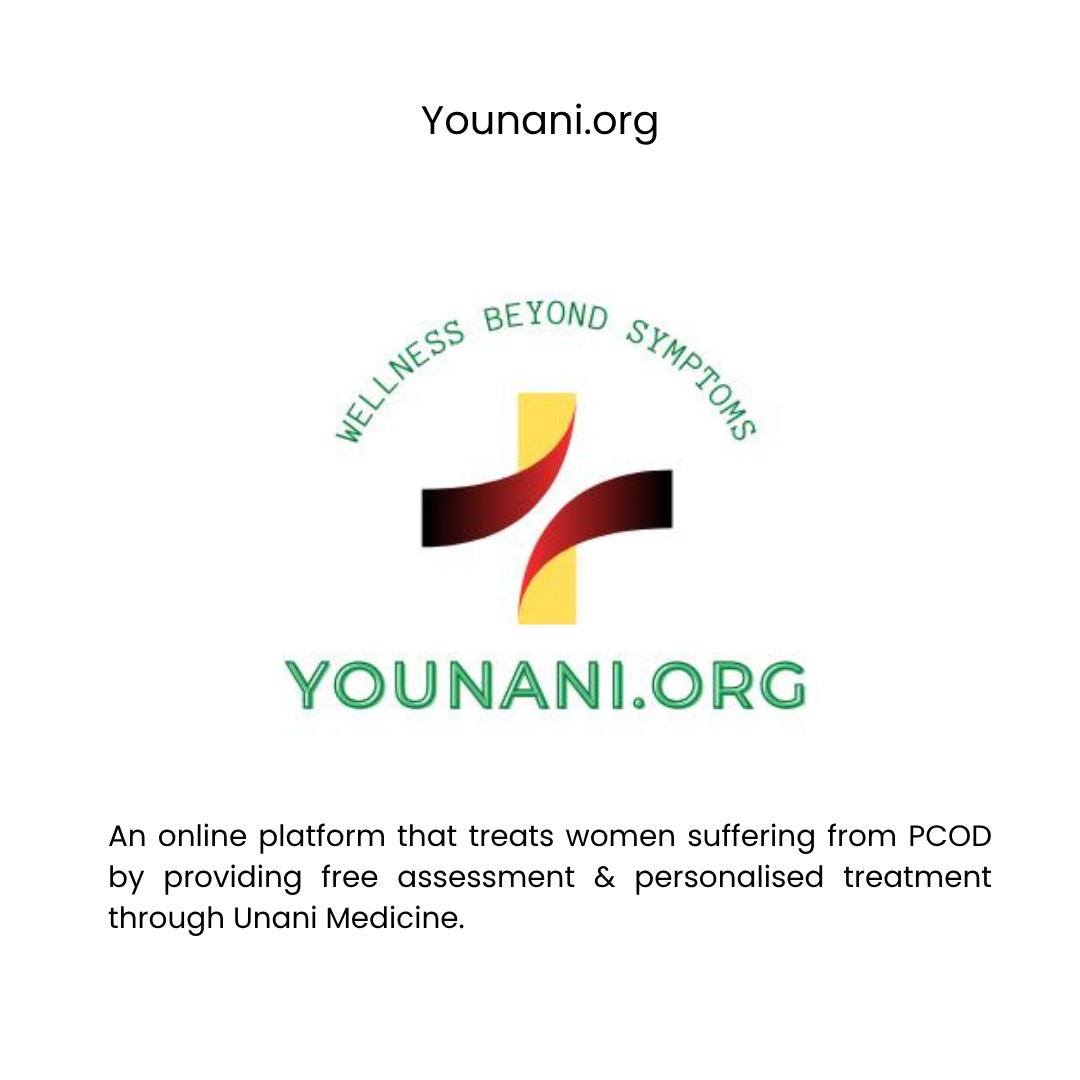 Younani.org
WELLNESS BEYOND SYMPTOMS
YOUNANI.ORG
An online platform that treats women suffering from PCOD
by providing free assessment & personalised treatment
through Unani Medicine.